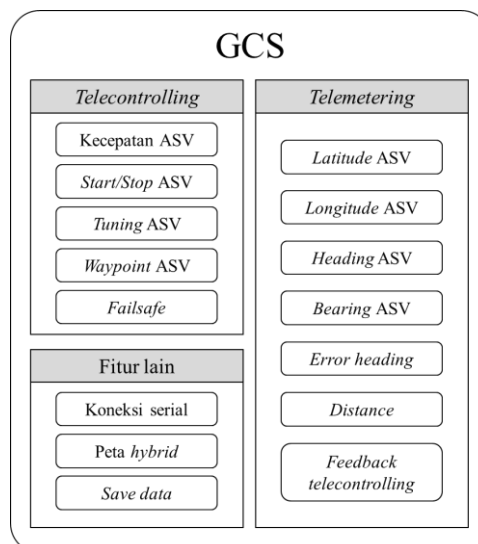 GCS
Telecontrolling
Kecepatan ASV
Start/Stop ASV
Tuning ASV
Waypoint ASV
Failsafe
Fitur lain
Koneksi serial
Peta hybrid
Save data
Telemetering
Latitude ASV
Longitude ASV
Heading ASV
Bearing ASV
Error heading
Distance
Feedback
telecontrolling